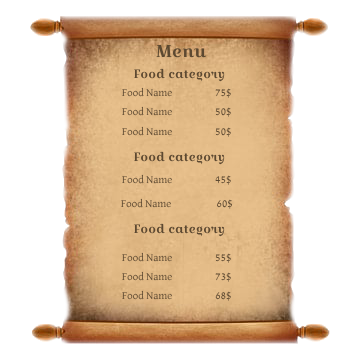 Menu
Food category
Food Name 75$
Food Name 50$
Food Name 50$
Food category
Food Name 45$
Food Name 60$
Food category
Food Name 55$
Food Name 73$
Food Name 68$